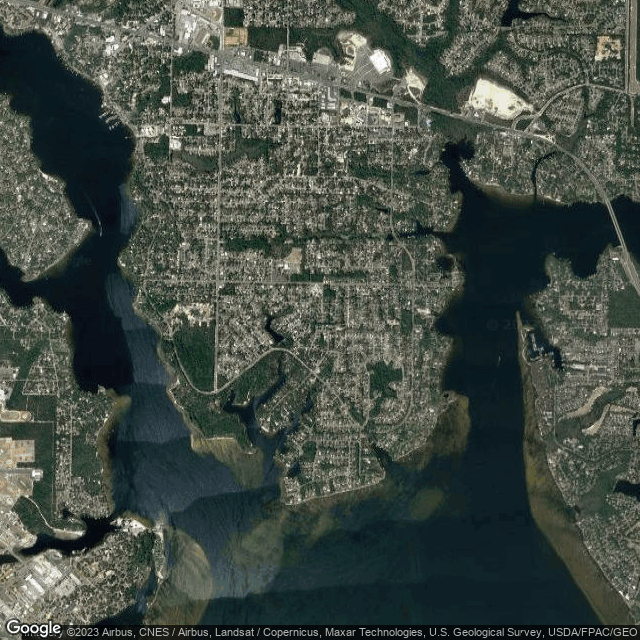 Google ©2023 Airbus, CNES / Airbus, Landsat / Copernicus, Maxar Technologies, U.S. Geological Survey, USDA/FPAC/GEO